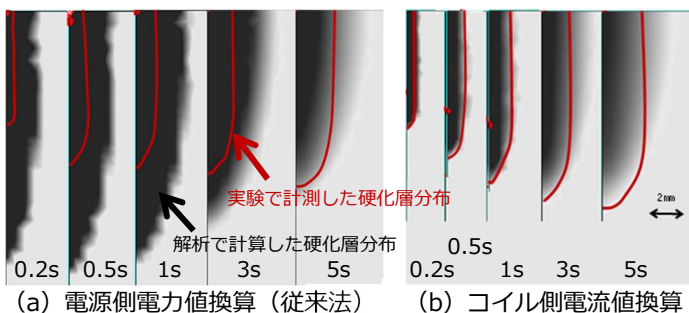 実験で計測した硬化層分布
解析で計算した硬化層分布
0.2s 0.5s 1s 3s 5s
(a) 電源側電力値換算（従来法）
2mm
0.5s
0.2s 1s 3s 5s
(b) コイル側電流値換算